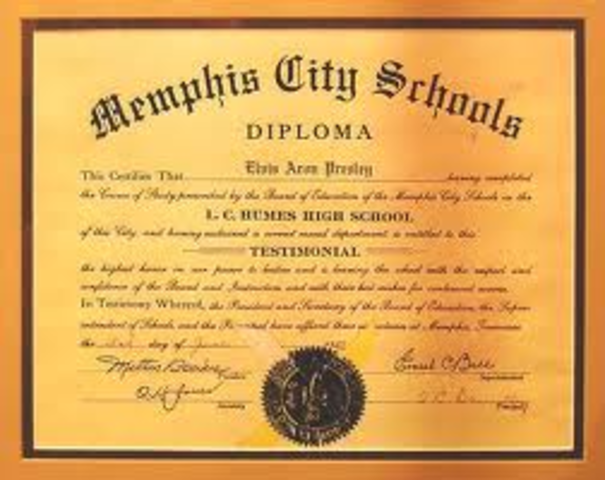 Memphis City Schools
DIPLOMA
Elvis Aron Presley
This Certifies That having completed
the Course of Study prescribed by the Board of Education of the Memphis City Schools in the
L. C. HUMES HIGH SCHOOL
of this City, and having sustained a correct moral deportment, is entitled to this
TESTIMONIAL
the highest honor in our power to bestow and is leaving the school with the respect and
confidence of the Board and Instructors and with their best wishes for continued success.
In Testimony Whereof, the President and Secretary of the Board of Education, the Super-
intendent of Schools, and the Principal have affixed their signatures at Memphis, Tennessee
the day of
Ernest C. Ball
Superintendent
Secretary
Principal